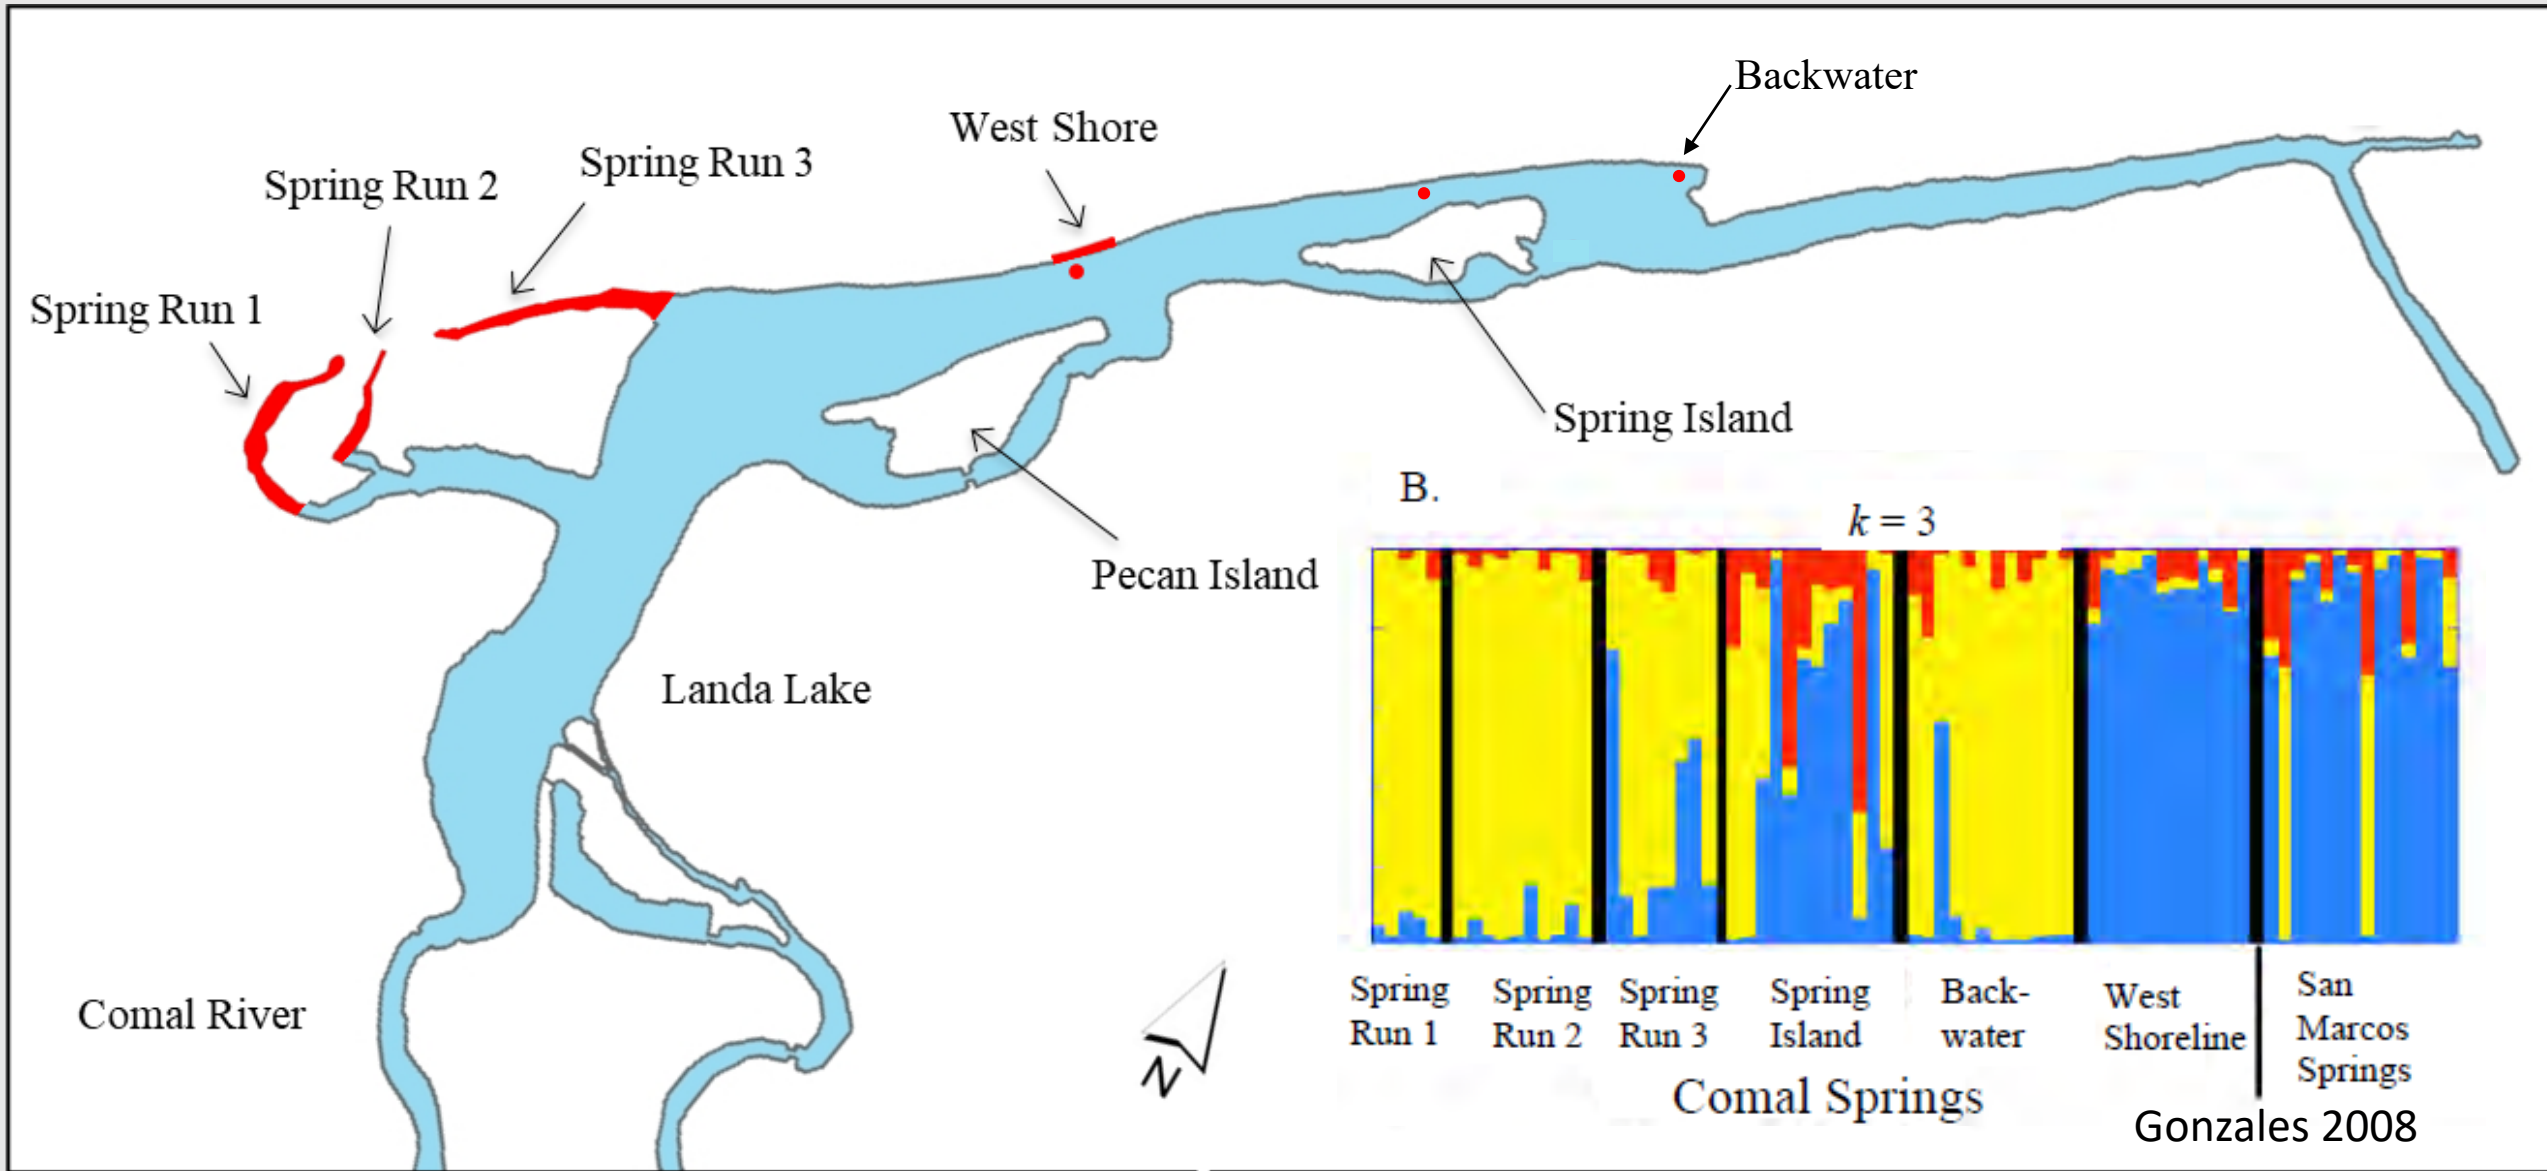 Backwater
West Shore
Spring Run 3
Spring Run 2
Spring Run 1
Spring Island
B.
k = 3
Pecan Island
Landa Lake
Comal River
N
Spring
Run 1
Spring
Run 2
Spring
Run 3
Spring
Island
Back-
water
West
Shoreline
San
Marcos
Springs
Comal Springs
Gonzales 2008